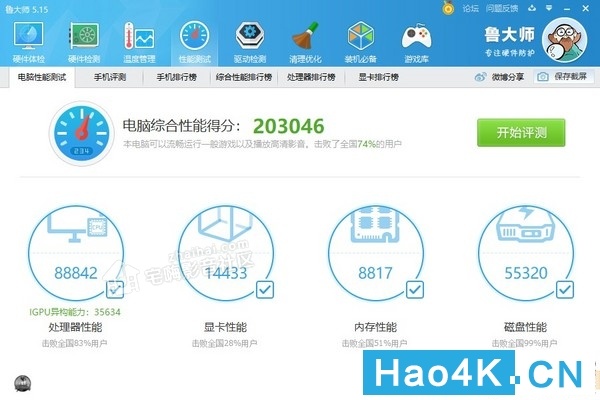 鲁大师 5.15
论坛 问题反馈
硬件体检 硬件检测 温度管理 性能测试 驱动检测 清理优化 装机必备 游戏库
鲁大师
专注硬件防护
电脑性能测试 手机评测 手机排行榜 综合性能排行榜 处理器排行榜 显卡排行榜 微博分享 保存截屏
电脑综合性能得分: 203046
本电脑可以流畅运行一般游戏以及播放高清影音。击败了全国74%的用户
开始评测
234
CPU
88842 14433 8817 55320
IGPU异构能力: 35634
处理器性能 显卡性能 内存性能 磁盘性能
击败全国83%用户 击败全国28%用户 击败全国51%用户 击败全国99%用户
Hao4K.CN